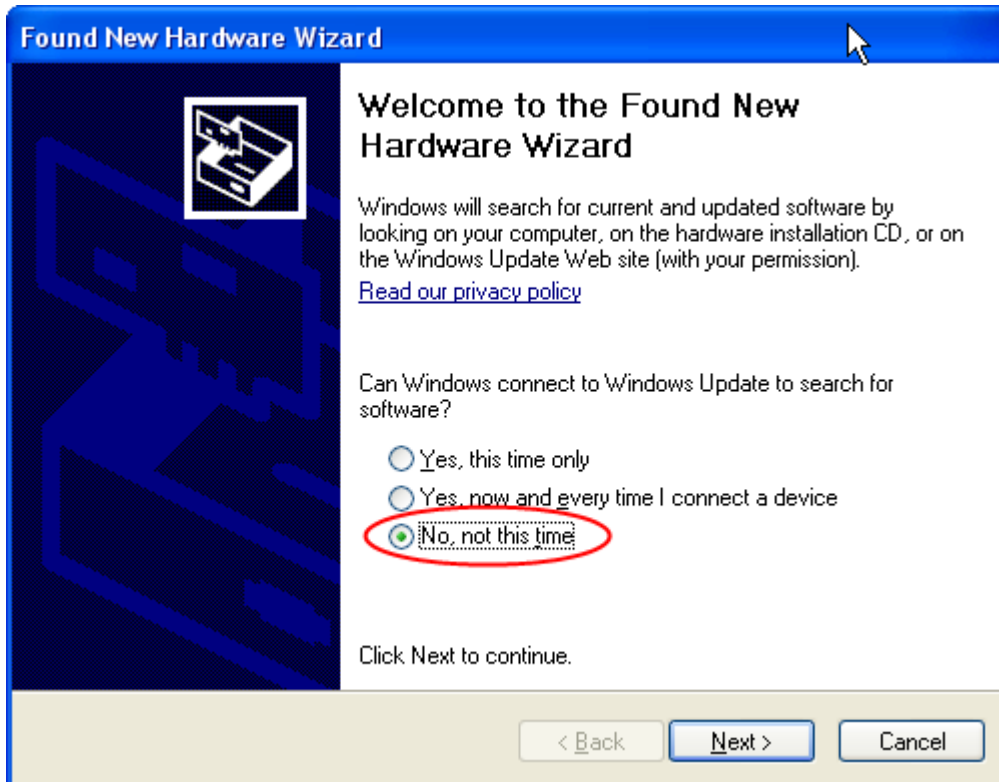 Found New Hardware Wizard
Welcome to the Found New
Hardware Wizard
Windows will search for current and updated software by
looking on your computer, on the hardware installation CD, or on
the Windows Update Web site (with your permission).
Read our privacy policy
Can Windows connect to Windows Update to search for
software?
Yes, this time only
Yes, now and every time I connect a device
No, not this time
Click Next to continue.
< Back Next > Cancel